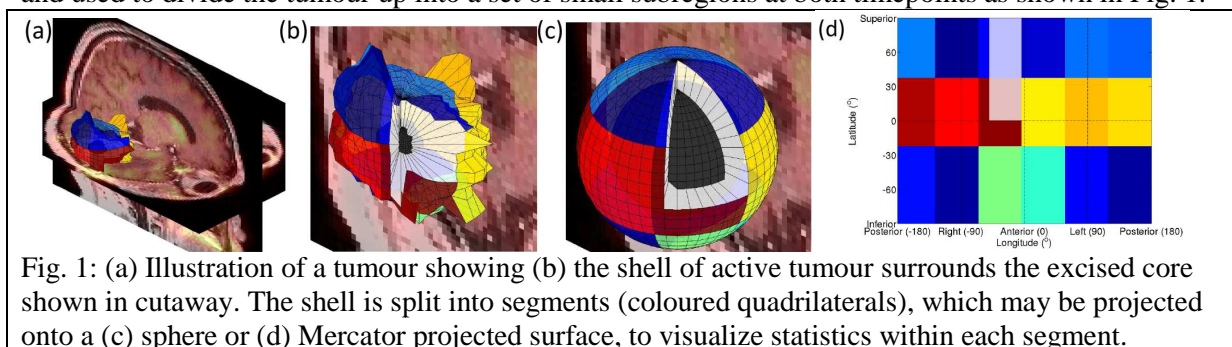 and used to divide the tumour up into a set of small subregions at both timepoints as shown in Fig. 1.
(a)
(b)
(c)
(d)
Superior
60
30
0
-30
-60
Inferior
Latitude (°)
Posterior (-180) Right (-90) Anterior (0) Left (90) Posterior (180)
Longitude (°)
Fig. 1: (a) Illustration of a tumour showing (b) the shell of active tumour surrounds the excised core
shown in cutaway. The shell is split into segments (coloured quadrilaterals), which may be projected
onto a (c) sphere or (d) Mercator projected surface, to visualize statistics within each segment.